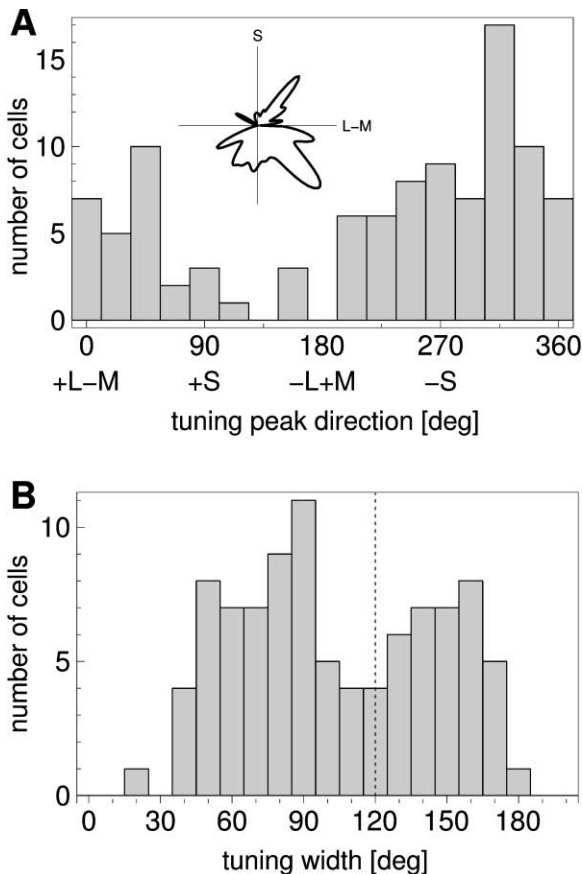 A
S
L−M
number of cells
15
10
5
0
0 90 180 270 360
+L−M +S −L+M −S
tuning peak direction [deg]
B
number of cells
10
5
0
0 30 60 90 120 150 180
tuning width [deg]